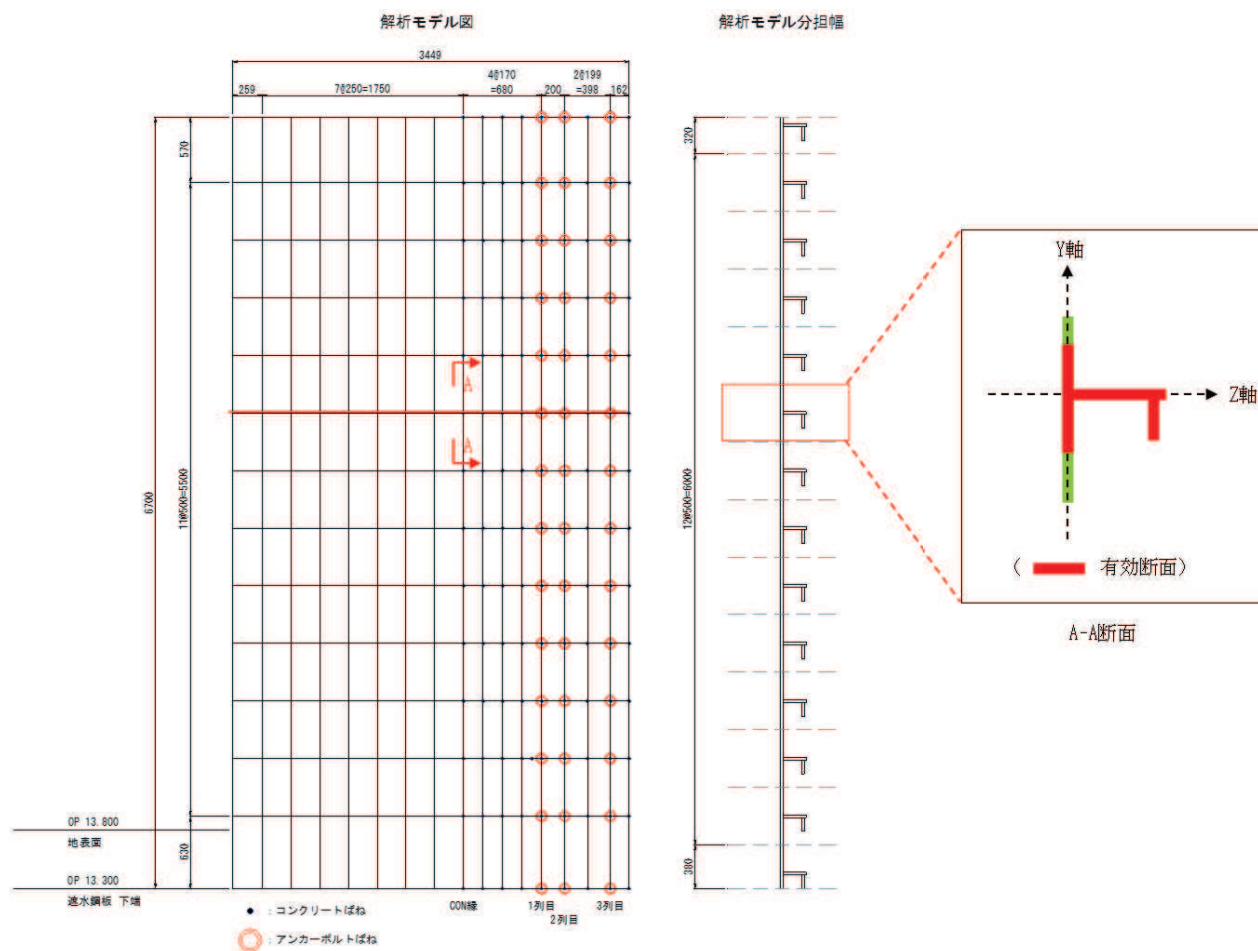 解析モデル図
解析モデル分担幅
3449
259
7@250=1750
4@170
=680
200
2@199
=398
162
570
11@500=5500
6700
630
320
12@500=6000
380
A
A
OP 13.800
地表面
OP 13.300
遮水鋼板 下端
CON縁
1列目
2列目
3列目
:コンクリートばね
:アンカーボルトばね
Y軸
Z軸
( 有効断面)
A-A断面